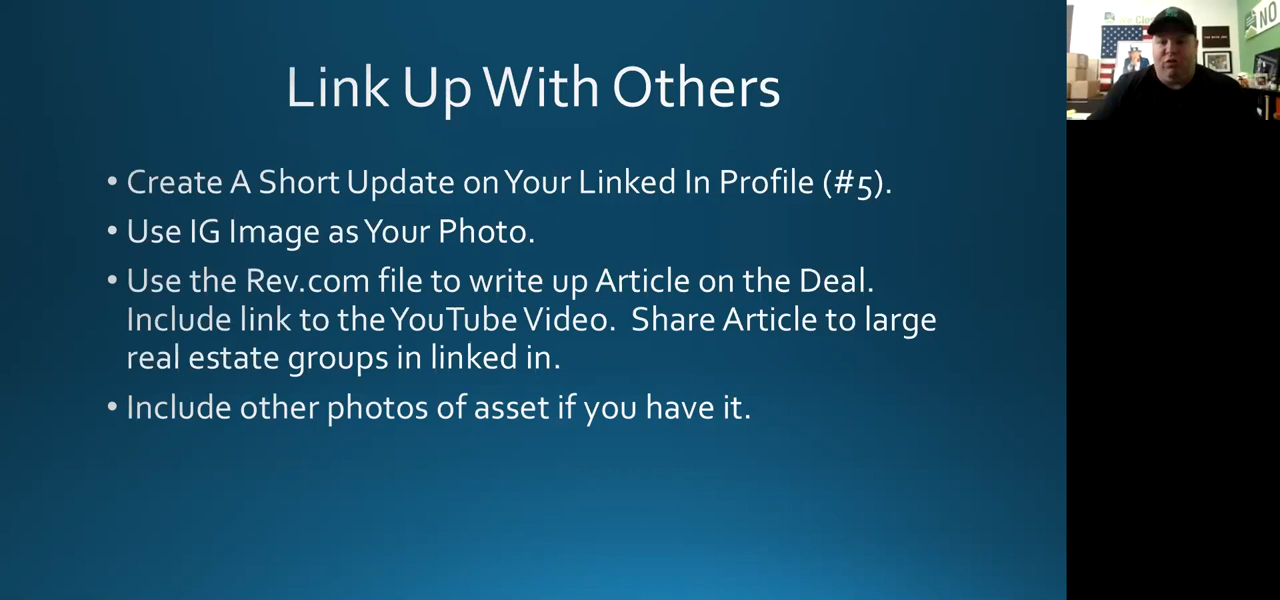 Link Up With Others
• Create A Short Update on Your Linked In Profile (#5).
• Use IG Image as Your Photo.
• Use the Rev.com file to write up Article on the Deal.
Include link to the YouTube Video.  Share Article to large
real estate groups in linked in.
• Include other photos of asset if you have it.
NO